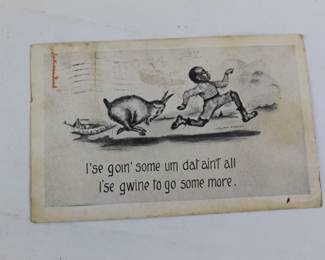 I'se goin' some um dat ain't all
I'se gwine to go some more.